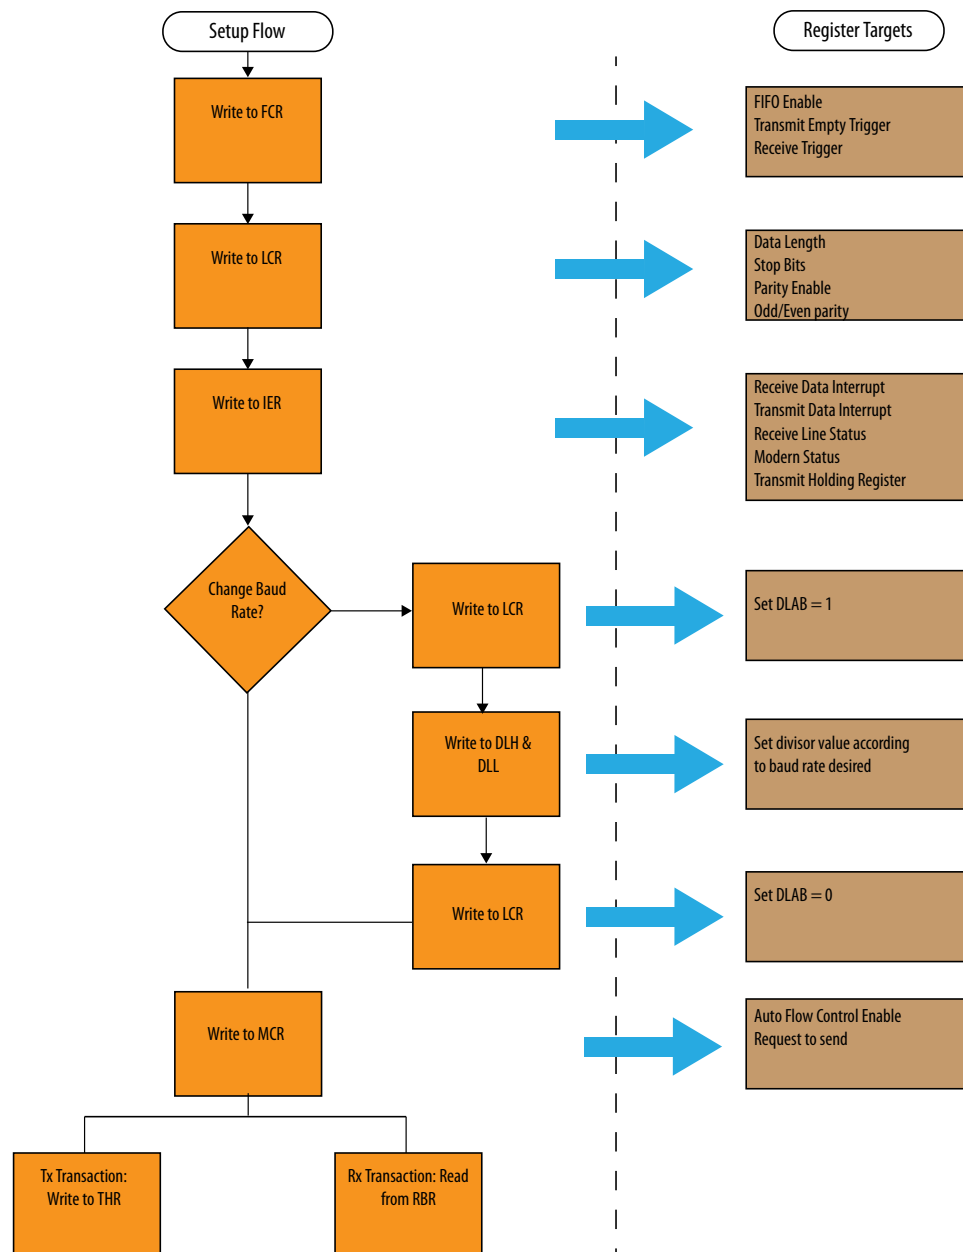 Setup Flow
Register Targets
Write to FCR
FIFO Enable
Transmit Empty Trigger
Receive Trigger
Write to LCR
Data Length
Stop Bits
Parity Enable
Odd/Even parity
Write to IER
Receive Data Interrupt
Transmit Data Interrupt
Receive Line Status
Modern Status
Transmit Holding Register
Change Baud
Rate?
Write to LCR
Set DLAB = 1
Write to DLH &
DLL
Set divisor value according
to baud rate desired
Write to LCR
Set DLAB = 0
Write to MCR
Auto Flow Control Enable
Request to send
Tx Transaction:
Write to THR
Rx Transaction: Read
from RBR